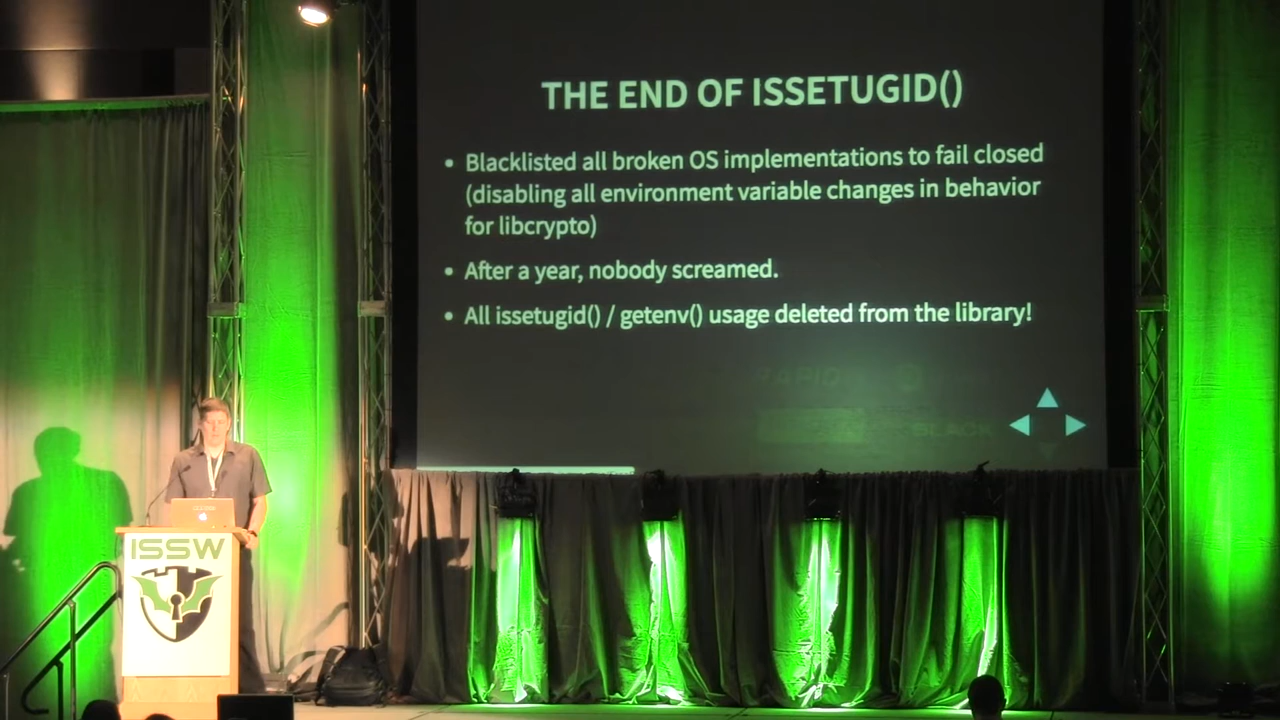 THE END OF ISSETUGID()
• Blacklisted all broken OS implementations to fail closed
(disabling all environment variable changes in behavior
for libcrypto)
• After a year, nobody screamed.
• All issetugid() / getenv() usage deleted from the library!
ISSW